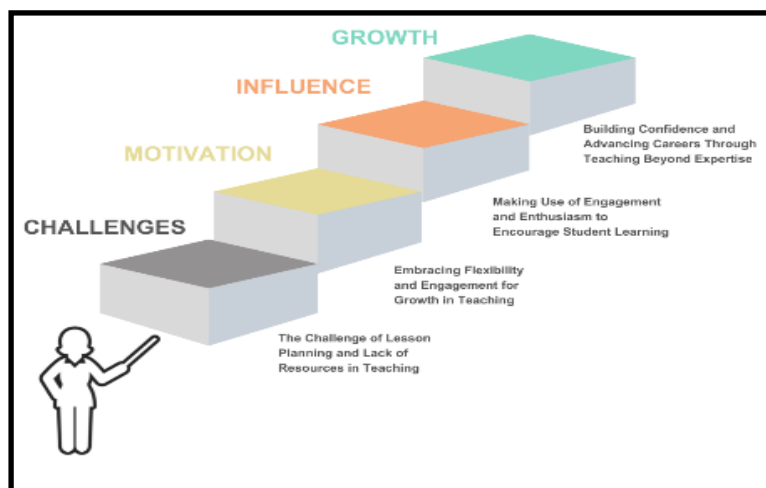 GROWTH
Building Confidence and
Advancing Careers Through
Teaching Beyond Expertise
INFLUENCE
Making Use of Engagement
and Enthusiasm to
Encourage Student Learning
MOTIVATION
Embracing Flexibility
and Engagement for
Growth in Teaching
CHALLENGES
The Challenge of Lesson
Planning and Lack of
Resources in Teaching